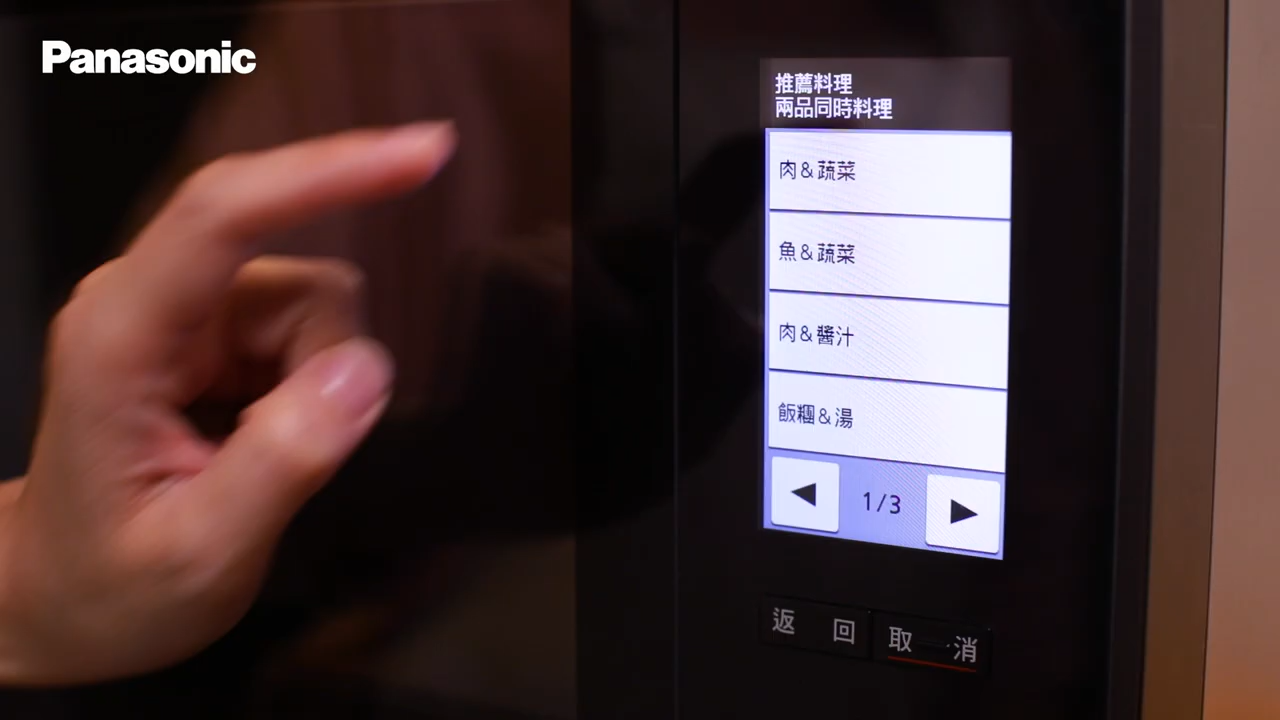 Panasonic
推薦料理
兩品同時料理
肉&蔬菜
魚&蔬菜
肉&醬汁
飯糰&湯
◀ 1/3 ▶
返回 取消